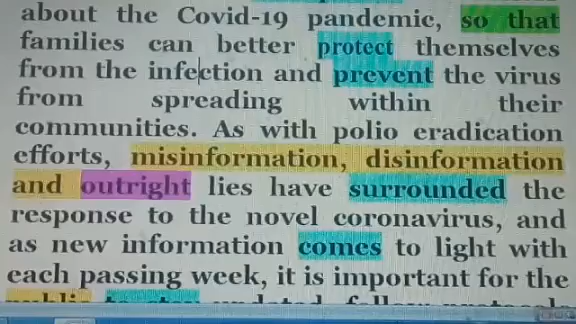 about the Covid-19 pandemic, so that
families can better protect themselves
from the infection and prevent the virus
from spreading within their
communities. As with polio eradication
efforts, misinformation, disinformation
and outright lies have surrounded the
response to the novel coronavirus, and
as new information comes to light with
each passing week, it is important for the